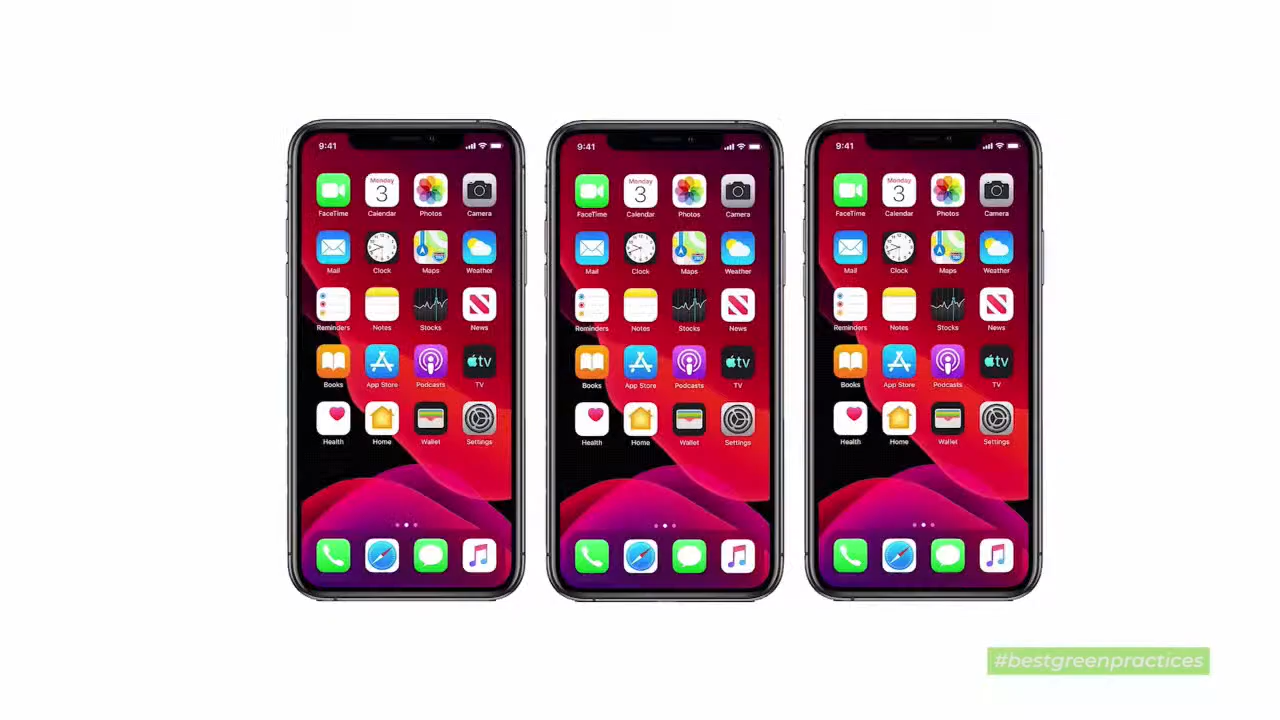 9:41
Monday
3
FaceTime Calendar Photos Camera
Mail Clock Maps Weather
Reminders Notes Stocks News
tv
Books App Store Podcasts TV
Health Home Wallet Settings
9:41
Monday
3
FaceTime Calendar Photos Camera
Mail Clock Maps Weather
Reminders Notes Stocks News
tv
Books App Store Podcasts TV
Health Home Wallet Settings
9:41
Monday
3
FaceTime Calendar Photos Camera
Mail Clock Maps Weather
Reminders Notes Stocks News
tv
Books App Store Podcasts TV
Health Home Wallet Settings
#bestgreenpractices